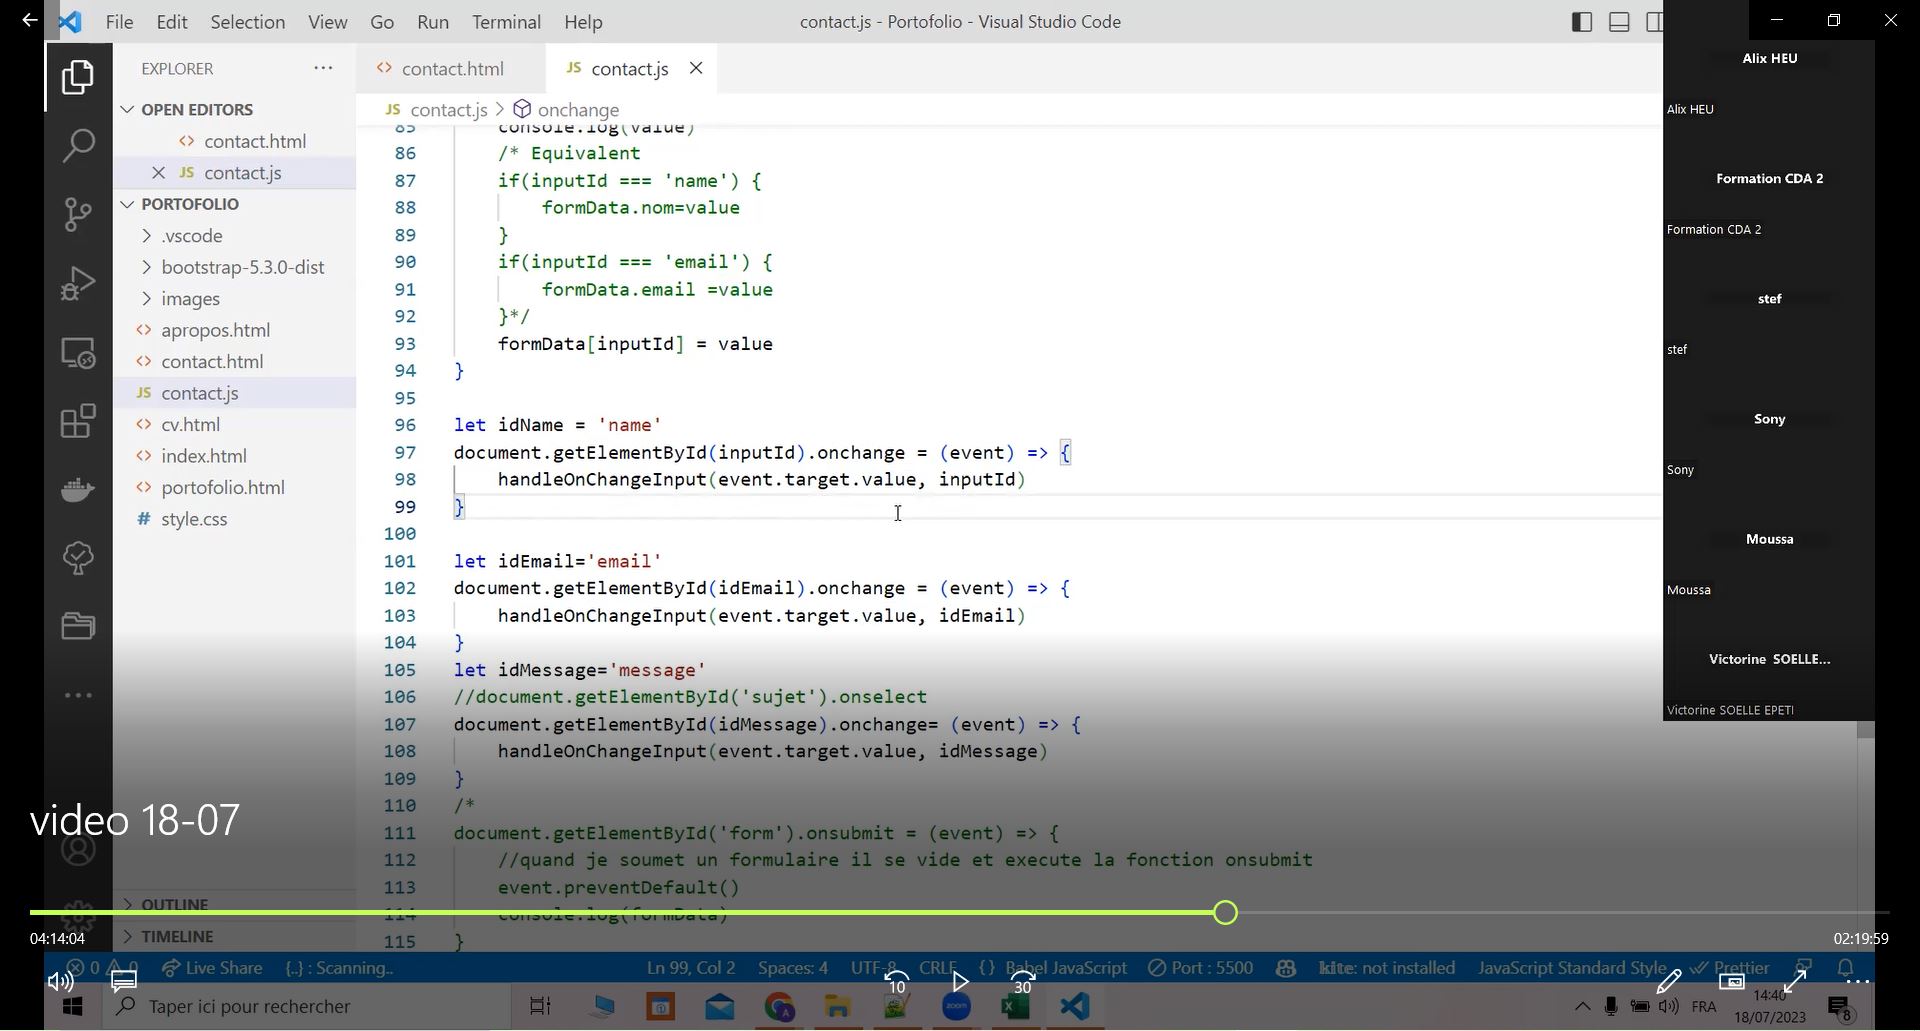 File Edit Selection View Go Run Terminal Help
contact.js - Portofolio - Visual Studio Code
EXPLORER
OPEN EDITORS
contact.html
JS contact.js
PORTOFOLIO
.vscode
bootstrap-5.3.0-dist
images
apropos.html
contact.html
JS contact.js
cv.html
index.html
portofolio.html
# style.css
OUTLINE
TIMELINE
contact.html
JS contact.js
JS contact.js > onchange
85 console.log(value)
86 /* Equivalent
87 if(inputId === 'name') {
88 formData.nom=value
89 }
90 if(inputId === 'email') {
91 formData.email =value
92 }*/
93 formData[inputId] = value
94 }
95
96 let idName = 'name'
97 document.getElementById(inputId).onchange = (event) => {
98 handleOnChangeInput(event.target.value, inputId)
99 }
100
101 let idEmail='email'
102 document.getElementById(idEmail).onchange = (event) => {
103 handleOnChangeInput(event.target.value, idEmail)
104 }
105 let idMessage='message'
106 //document.getElementById('sujet').onselect
107 document.getElementById(idMessage).onchange= (event) => {
108 handleOnChangeInput(event.target.value, idMessage)
109 }
110 /*
111 document.getElementById('form').onsubmit = (event) => {
112 //quand je soumet un formulaire il se vide et execute la fonction onsubmit
113 event.preventDefault()
114 console.log(formData)
115 }
Alix HEU
Alix HEU
Formation CDA 2
Formation CDA 2
stef
stef
Sony
Sony
Moussa
Moussa
Victorine SOELLE...
Victorine SOELLE EPETI
video 18-07
04:14:04
02:19:59
0 0 Live Share {..} : Scanning.. Ln 99, Col 2 Spaces: 4 UTF-8 CRLF {} Babel JavaScript Port : 5500 kite: not installed JavaScript Standard Style Prettier
10
30
Taper ici pour rechercher
zoom
FRA
14:40
18/07/2023
8